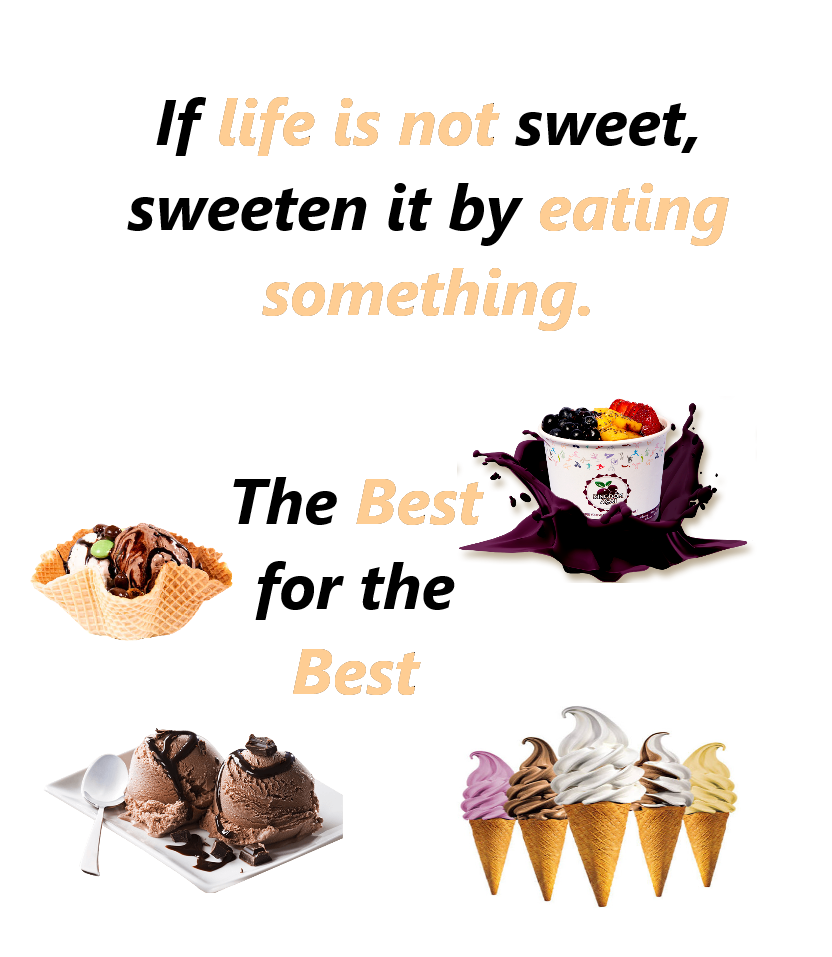 If life is not sweet,
sweeten it by eating
something.
The Best
for the
Best